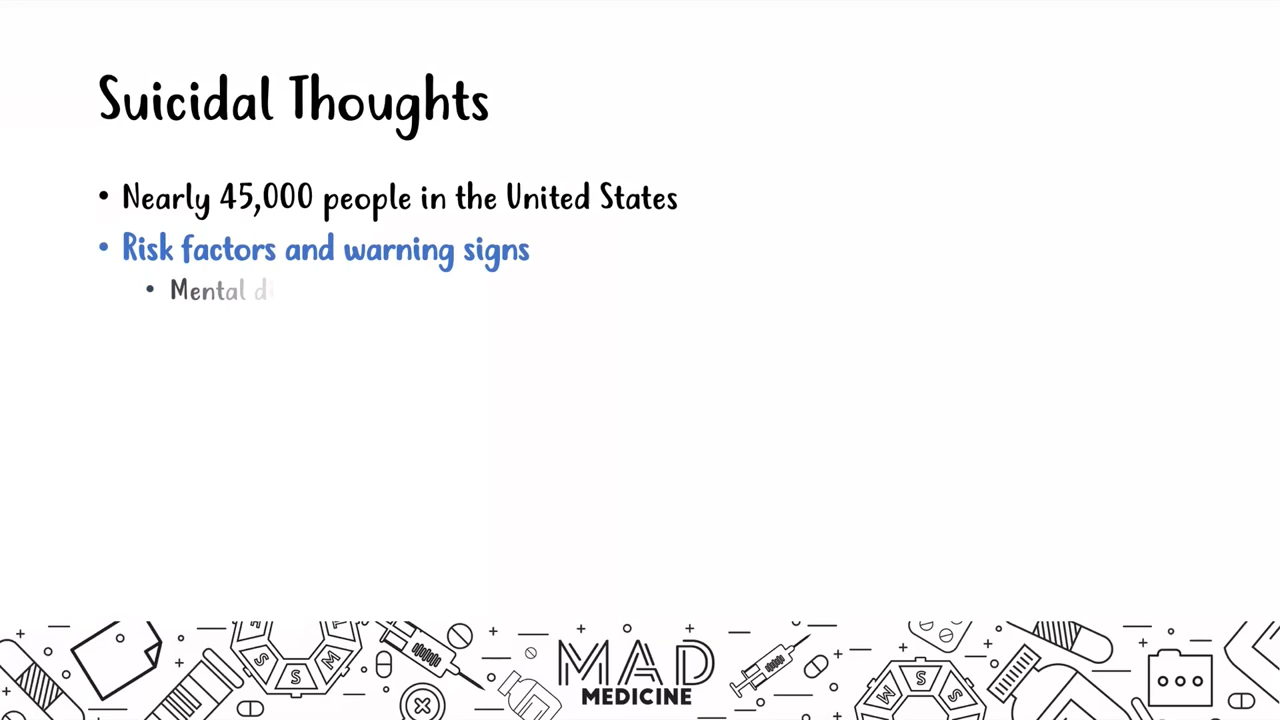 Suicidal Thoughts
• Nearly 45,000 people in the United States
• Risk factors and warning signs
• Mental
MAD
MEDICINE
S
S
M
M
S
S